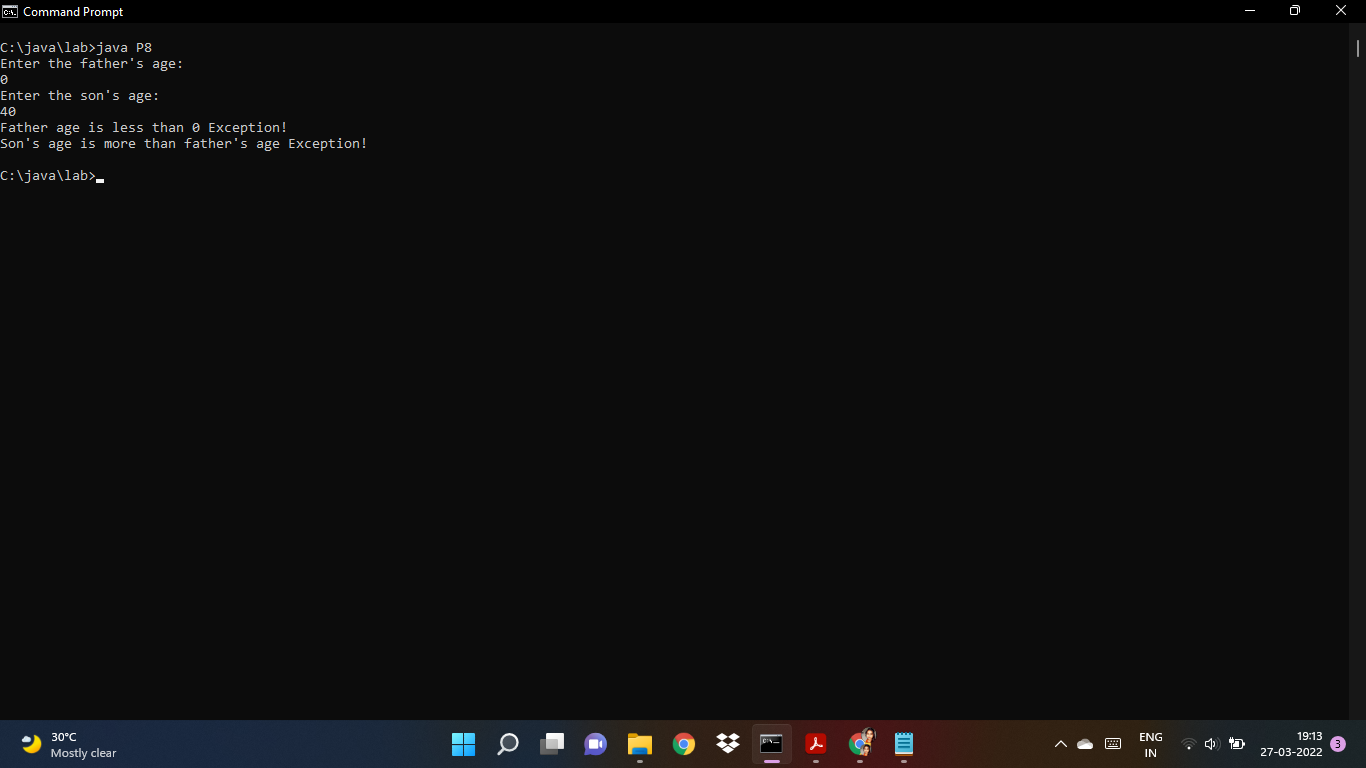 Command Prompt
C:\java\lab>java P8
Enter the father's age:
0
Enter the son's age:
40
Father age is less than 0 Exception!
Son's age is more than father's age Exception!
C:\java\lab>
30°C
Mostly clear
ENG
IN
19:13
27-03-2022
3